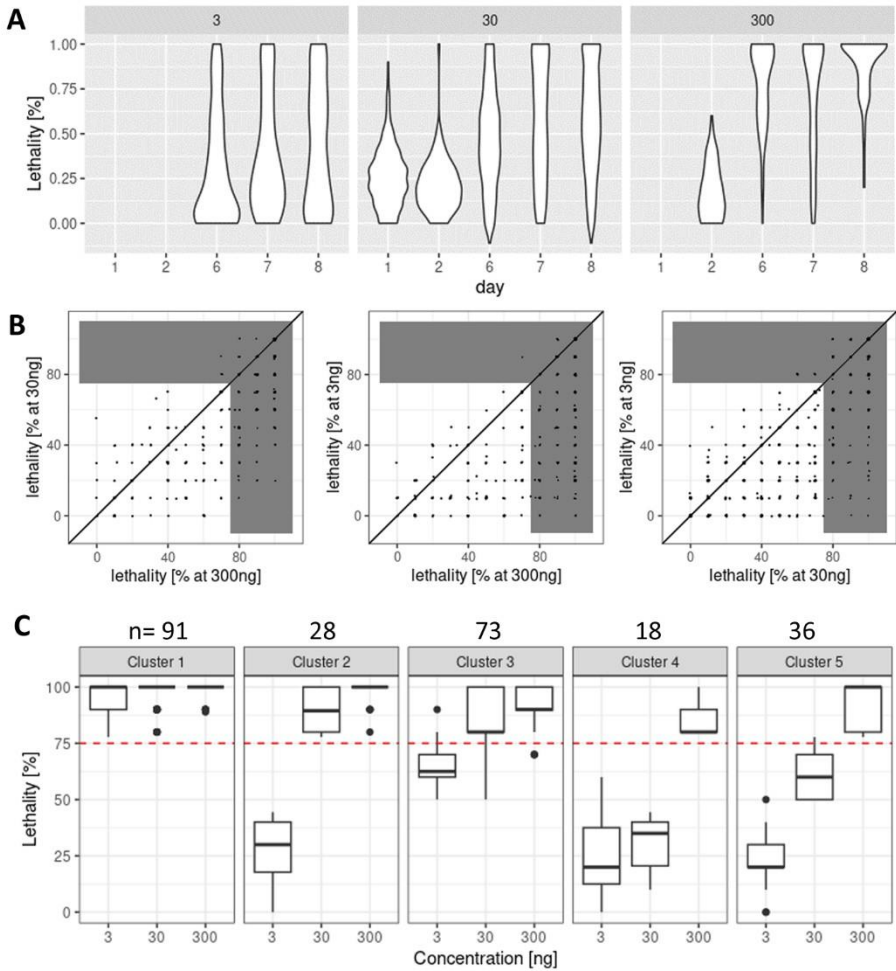 A
3 30 300
1.00
0.75
0.50
0.25
0.00
Lethality [%]
1 2 6 7 8 1 2 6 7 8 1 2 6 7 8
day
B
lethality [% at 30ng]
80
40
0
0 40 80
lethality [% at 300ng]
lethality [% at 3ng]
80
40
0
0 40 80
lethality [% at 300ng]
lethality [% at 3ng]
80
40
0
0 40 80
lethality [% at 30ng]
C
n= 91 28 73 18 36
Cluster 1 Cluster 2 Cluster 3 Cluster 4 Cluster 5
100
75
50
25
0
Lethality [%]
3 30 300 3 30 300 3 30 300 3 30 300 3 30 300
Concentration [ng]